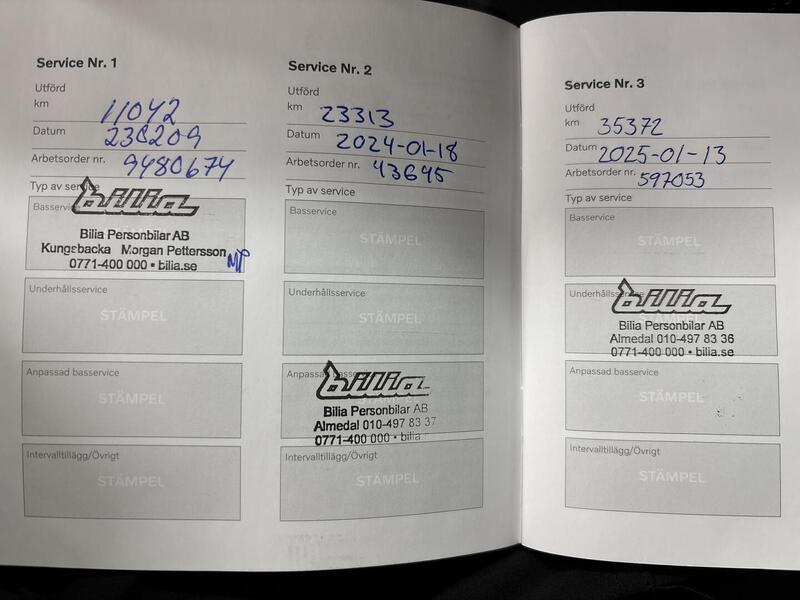 Service Nr. 1
Utförd
km 11042
Datum 230209
Arbetsorder nr. 9480674
Typ av service
Basservice
bilia
Bilia Personbilar AB
Kungsbacka Morgan Pettersson
0771-400 000 • bilia.se
MP
Underhållsservice
STÄMPEL
Anpassad basservice
STÄMPEL
Intervalltillägg/Övrigt
STÄMPEL
Service Nr. 2
Utförd
km 23313
Datum 2024-01-18
Arbetsorder nr. 43645
Typ av service
Basservice
STÄMPEL
Underhållsservice
STÄMPEL
Anpassad basservice
bilia
Bilia Personbilar AB
Almedal 010-497 83 37
0771-400 000 • bilia
Intervalltillägg/Övrigt
STÄMPEL
Service Nr. 3
Utförd
km 35372
Datum 2025-01-13
Arbetsorder nr. 597053
Typ av service
Basservice
STÄMPEL
Underhållsservice
bilia
STÄMPEL
Bilia Personbilar AB
Almedal 010-497 83 36
0771-400 000 • bilia.se
Anpassad basservice
STÄMPEL
Intervalltillägg/Övrigt
STÄMPEL